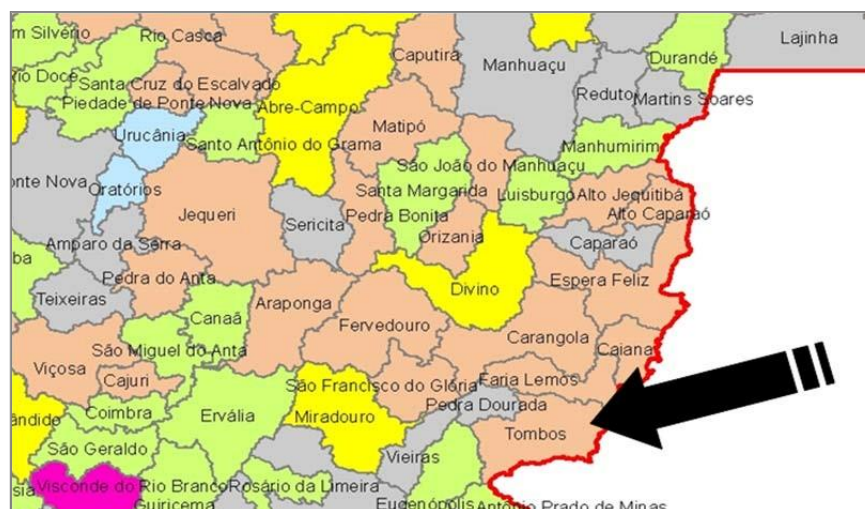 m Silvério
Rio Casca
Caputira
Manhuaçu
Durandé
Lajinha
Rio Doce
Santa Cruz do Escalvado
Piedade de Ponte Nova
Abre-Campo
Reduto
Martins Soares
Urucânia
Santo Antônio do Grama
Matipó
Manhumirim
São João do Manhuaçu
onte Nova
Oratórios
Santa Margarida
Luisburgo
Alto Jequitibá
Alto Caparaó
Jequeri
Sericita
Pedra Bonita
Orizania
Caparaó
Amparo da Serra
ba
Pedra do Anta
Espera Feliz
Teixeiras
Araponga
Divino
Canaã
Fervedouro
Carangola
Caiana
São Miguel do Anta
Viçosa
Cajuri
São Francisco do Glória
Faria Lemos
Coimbra
Ervália
Miradouro
Pedra Dourada
ândido
Tombos
São Geraldo
Vieiras
sia
Visconde do Rio Branco
Rosário da Limeira
Guiricema
Eugenópolis
Antônio Prado de Minas